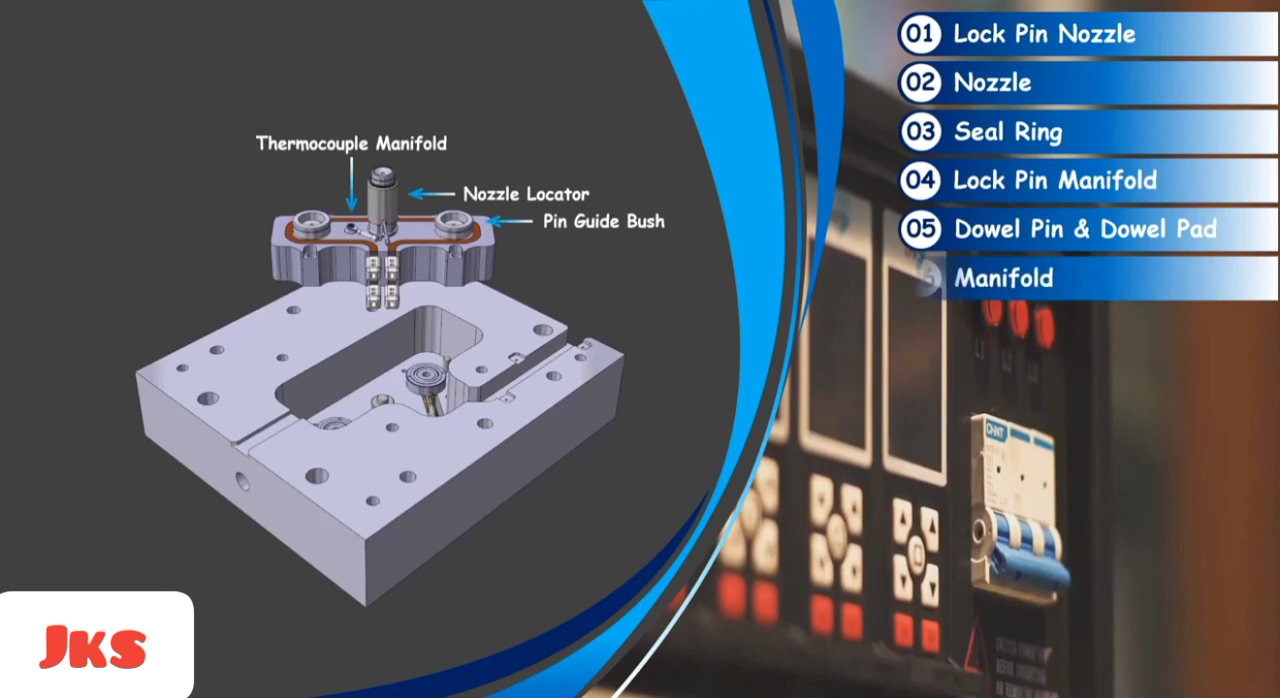 Thermocouple Manifold
Nozzle Locator
Pin Guide Bush
01 Lock Pin Nozzle
02 Nozzle
03 Seal Ring
04 Lock Pin Manifold
05 Dowel Pin & Dowel Pad
Manifold
CHNT
JKS